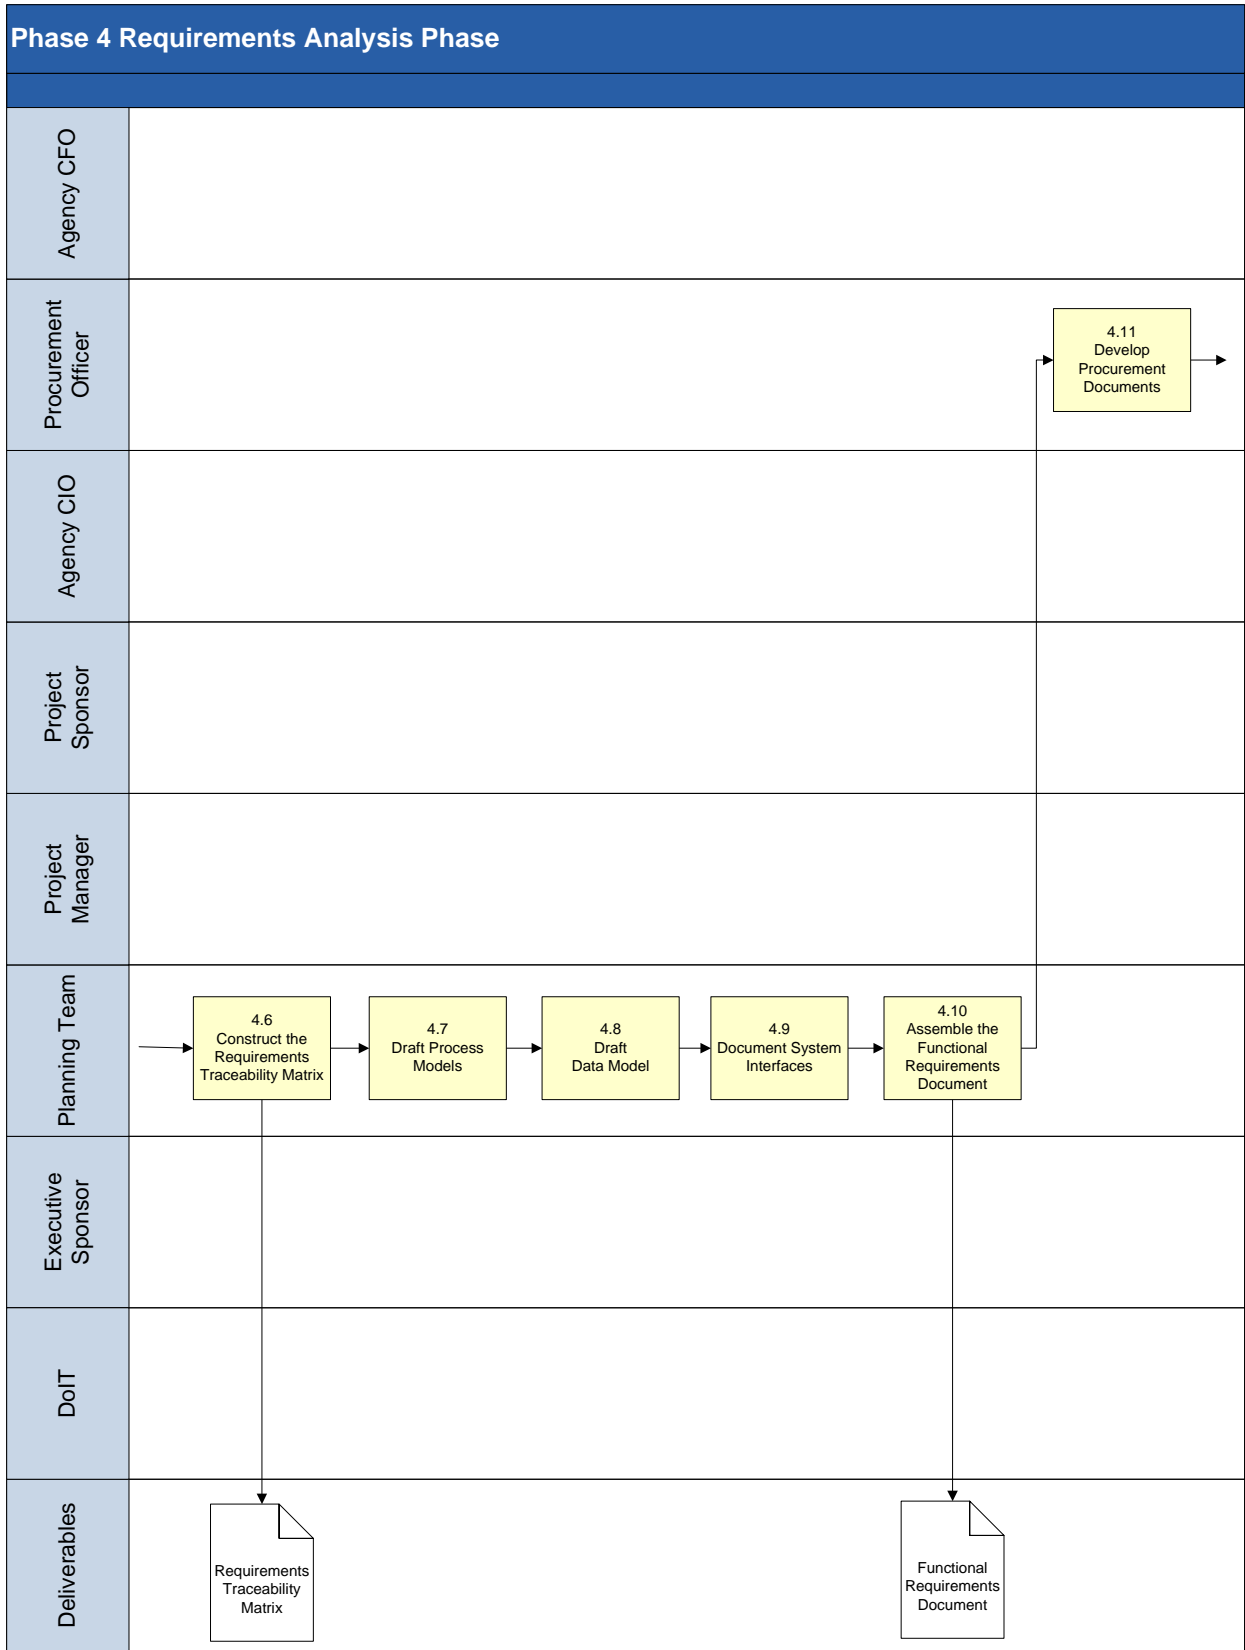 Phase 4 Requirements Analysis Phase
Agency CFO
Procurement
Officer
4.11
Develop
Procurement
Documents
Agency CIO
Project
Sponsor
Project
Manager
Planning Team
4.6
Construct the
Requirements
Traceability Matrix
4.7
Draft Process
Models
4.8
Draft
Data Model
4.9
Document System
Interfaces
4.10
Assemble the
Functional
Requirements
Document
Executive
Sponsor
DoIT
Deliverables
Requirements
Traceability
Matrix
Functional
Requirements
Document